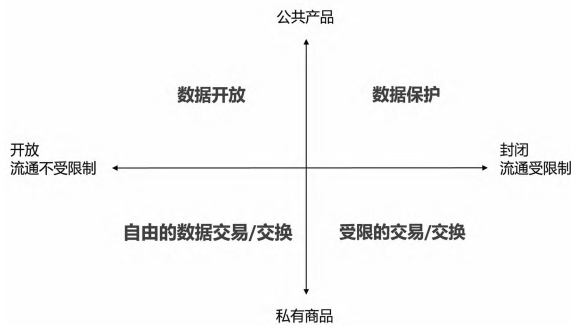 公共产品
数据开放
数据保护
开放
流通不受限制
封闭
流通受限制
自由的数据交易/交换
受限的交易/交换
私有商品